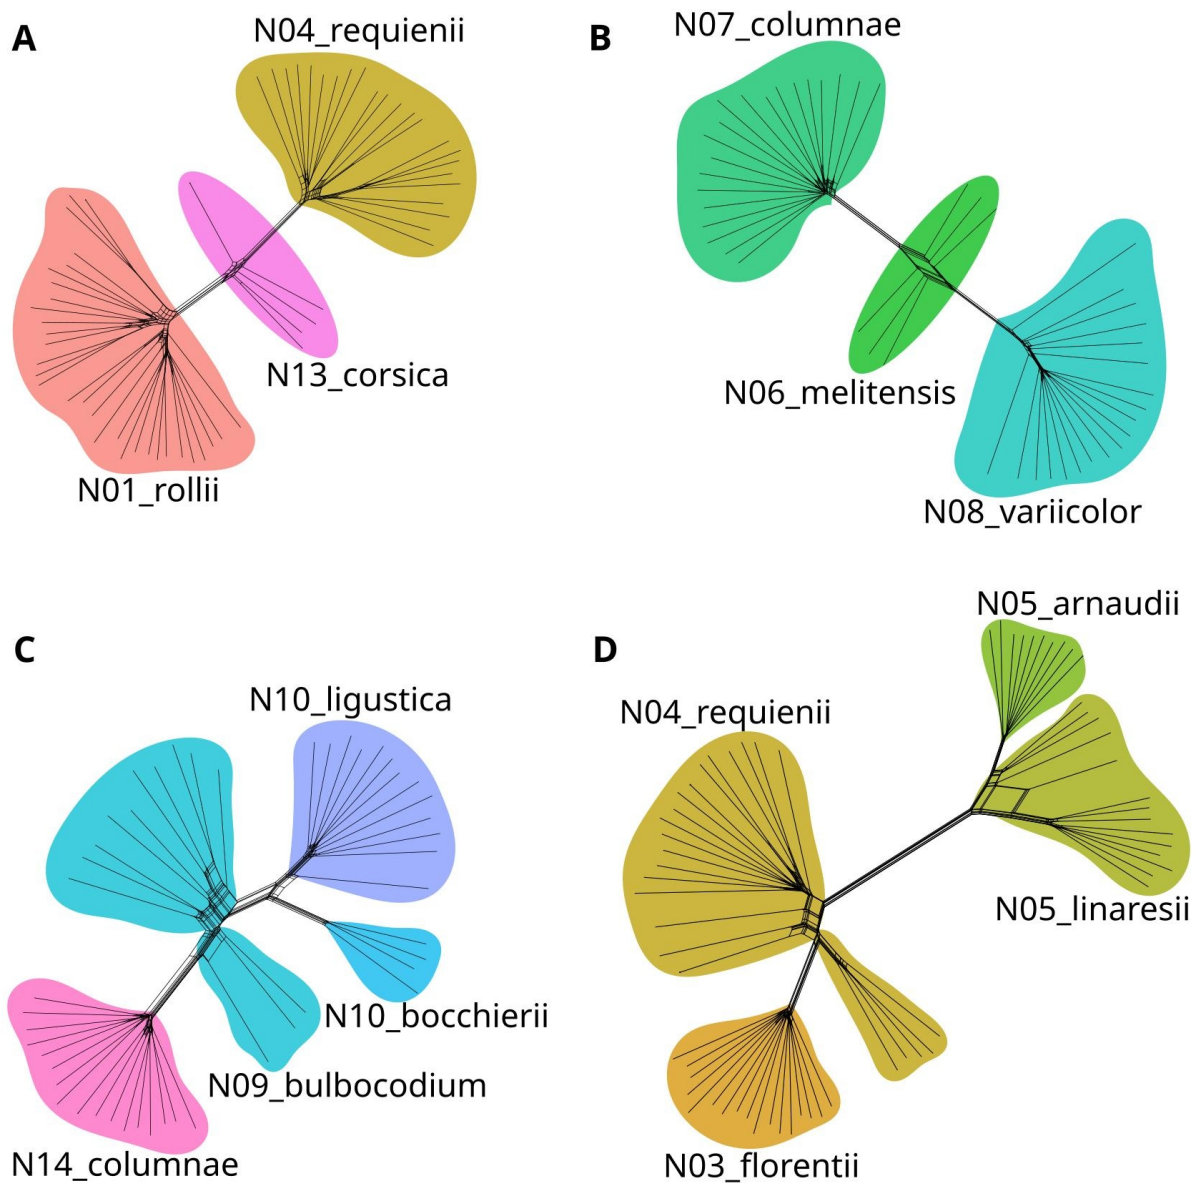 A
N04_requienii
N13_corsica
N01_rollii
B
N07_columnae
N06_melitensis
N08_variicolor
C
N10_ligustica
N10_bocchierii
N09_bulbocodium
N14_columnae
D
N05_arnaudii
N04_requienii
N05_linaresii
N03_florentii